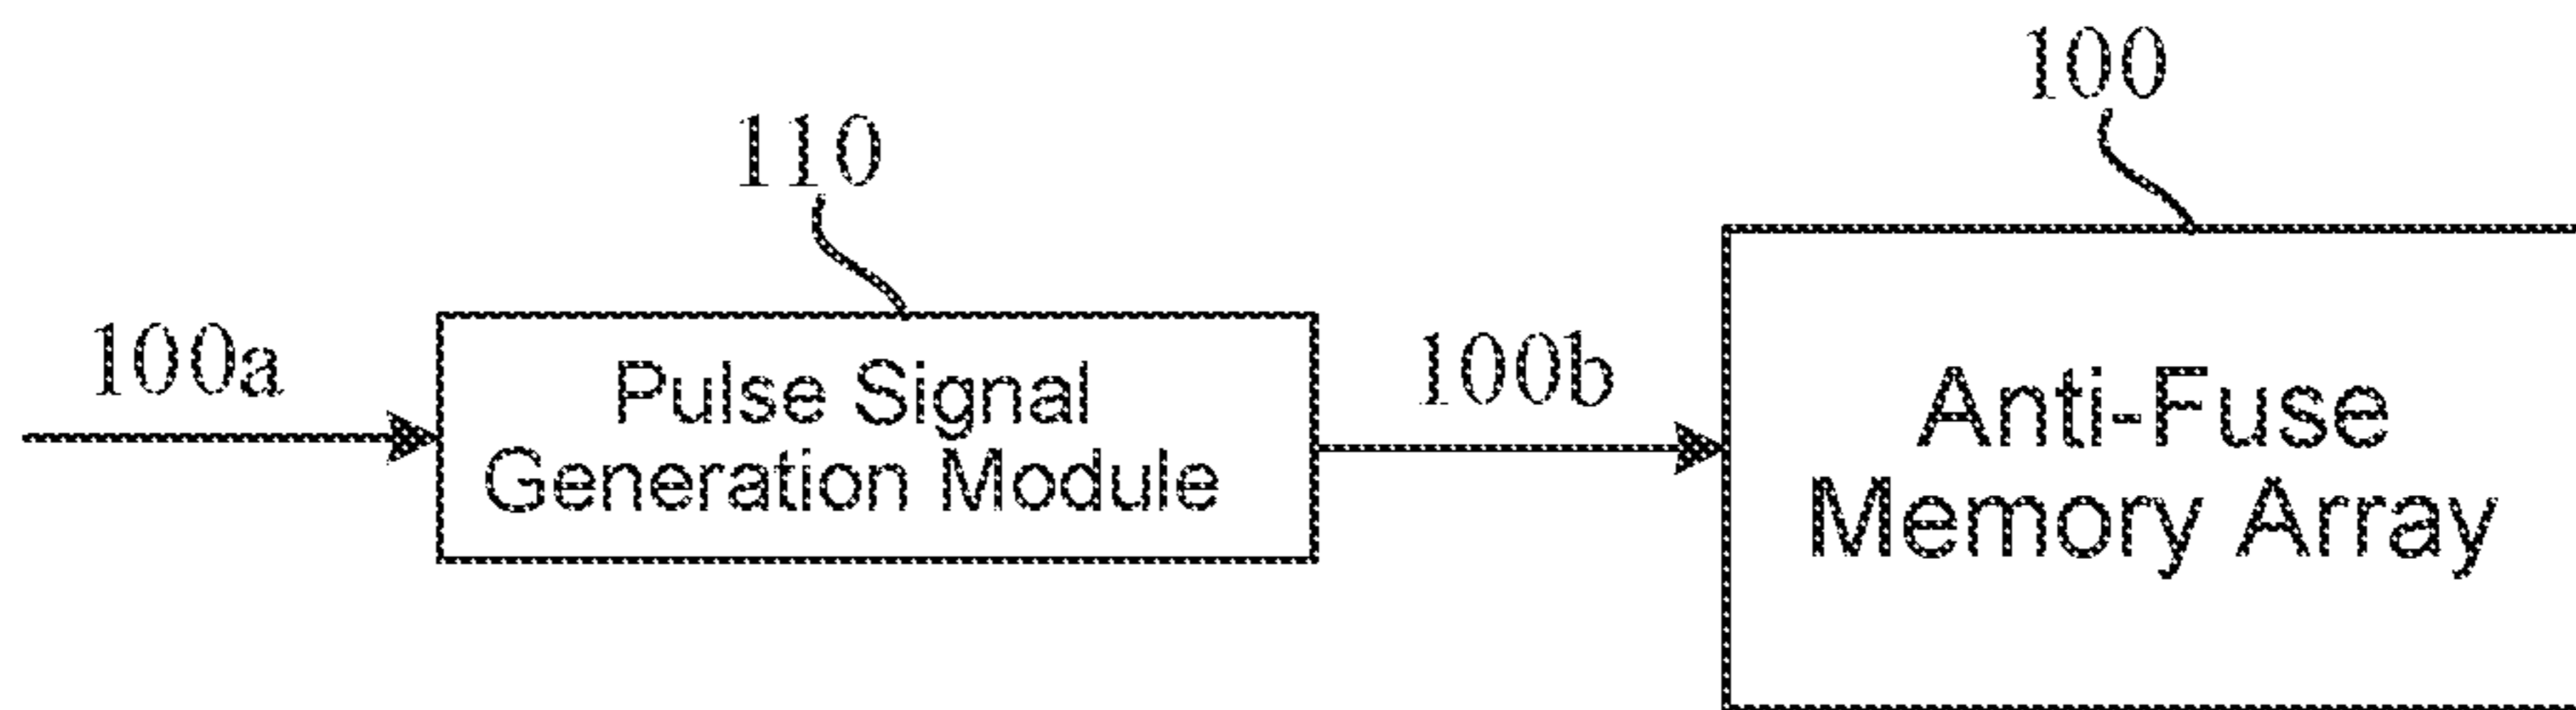 100
110
100a
Pulse Signal
Generation Module
100b
Anti-Fuse
Memory Array